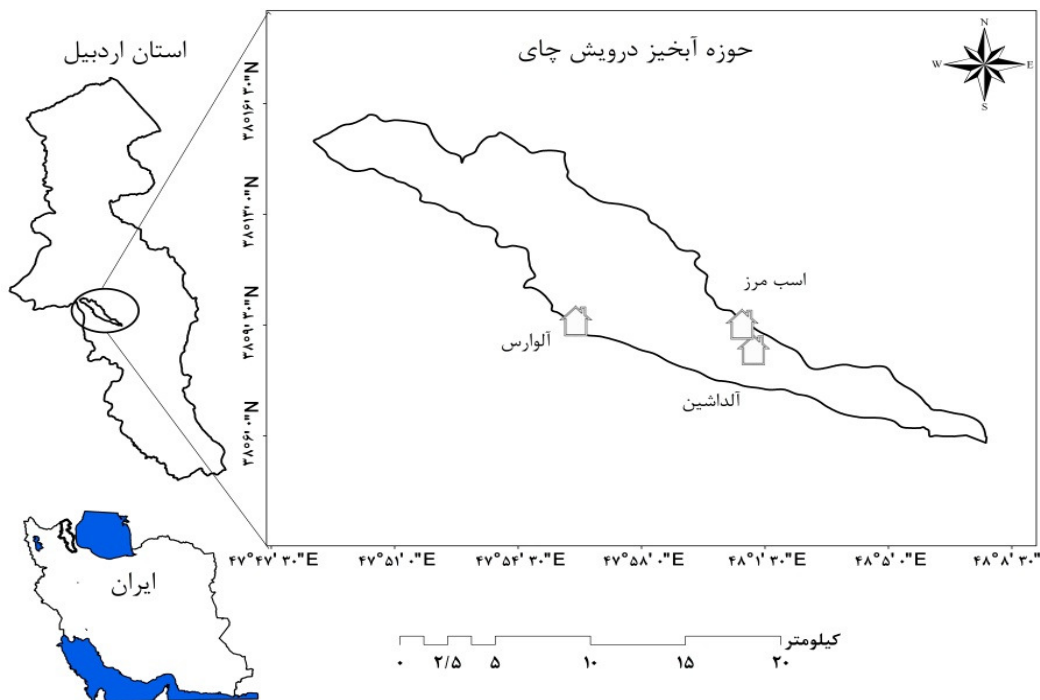 استان اردبیل
حوزه آبخیز درویش چای
N
W
E
S
۳۸°۱۶' ۳۰"N
۳۸°۱۳' ۰"N
۳۸°۹' ۳۰"N
۳۸°۶' ۰"N
اسب مرز
آلوارس
آلداشین
۴۷°۴۷' ۳۰"E
۴۷°۵۱' ۰"E
۴۷°۵۴' ۳۰"E
۴۷°۵۸' ۰"E
۴۸°۱' ۳۰"E
۴۸°۵' ۰"E
۴۸°۸' ۳۰"E
ایران
کیلومتر
۰ ۲/۵ ۵ ۱۰ ۱۵ ۲۰